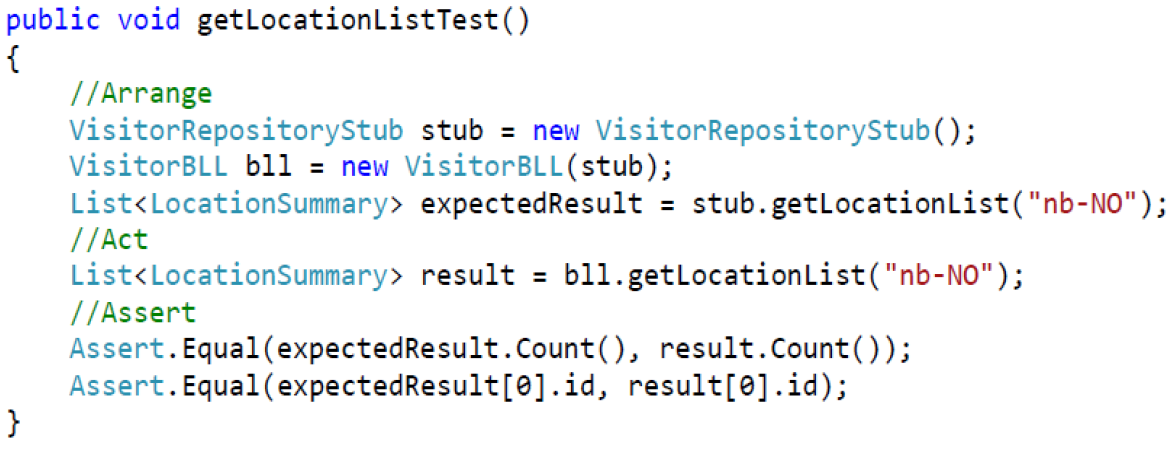 public void getLocationListTest()
{
    //Arrange
    VisitorRepositoryStub stub = new VisitorRepositoryStub();
    VisitorBLL bll = new VisitorBLL(stub);
    List<LocationSummary> expectedResult = stub.getLocationList("nb-NO");
    //Act
    List<LocationSummary> result = bll.getLocationList("nb-NO");
    //Assert
    Assert.Equal(expectedResult.Count(), result.Count());
    Assert.Equal(expectedResult[0].id, result[0].id);
}